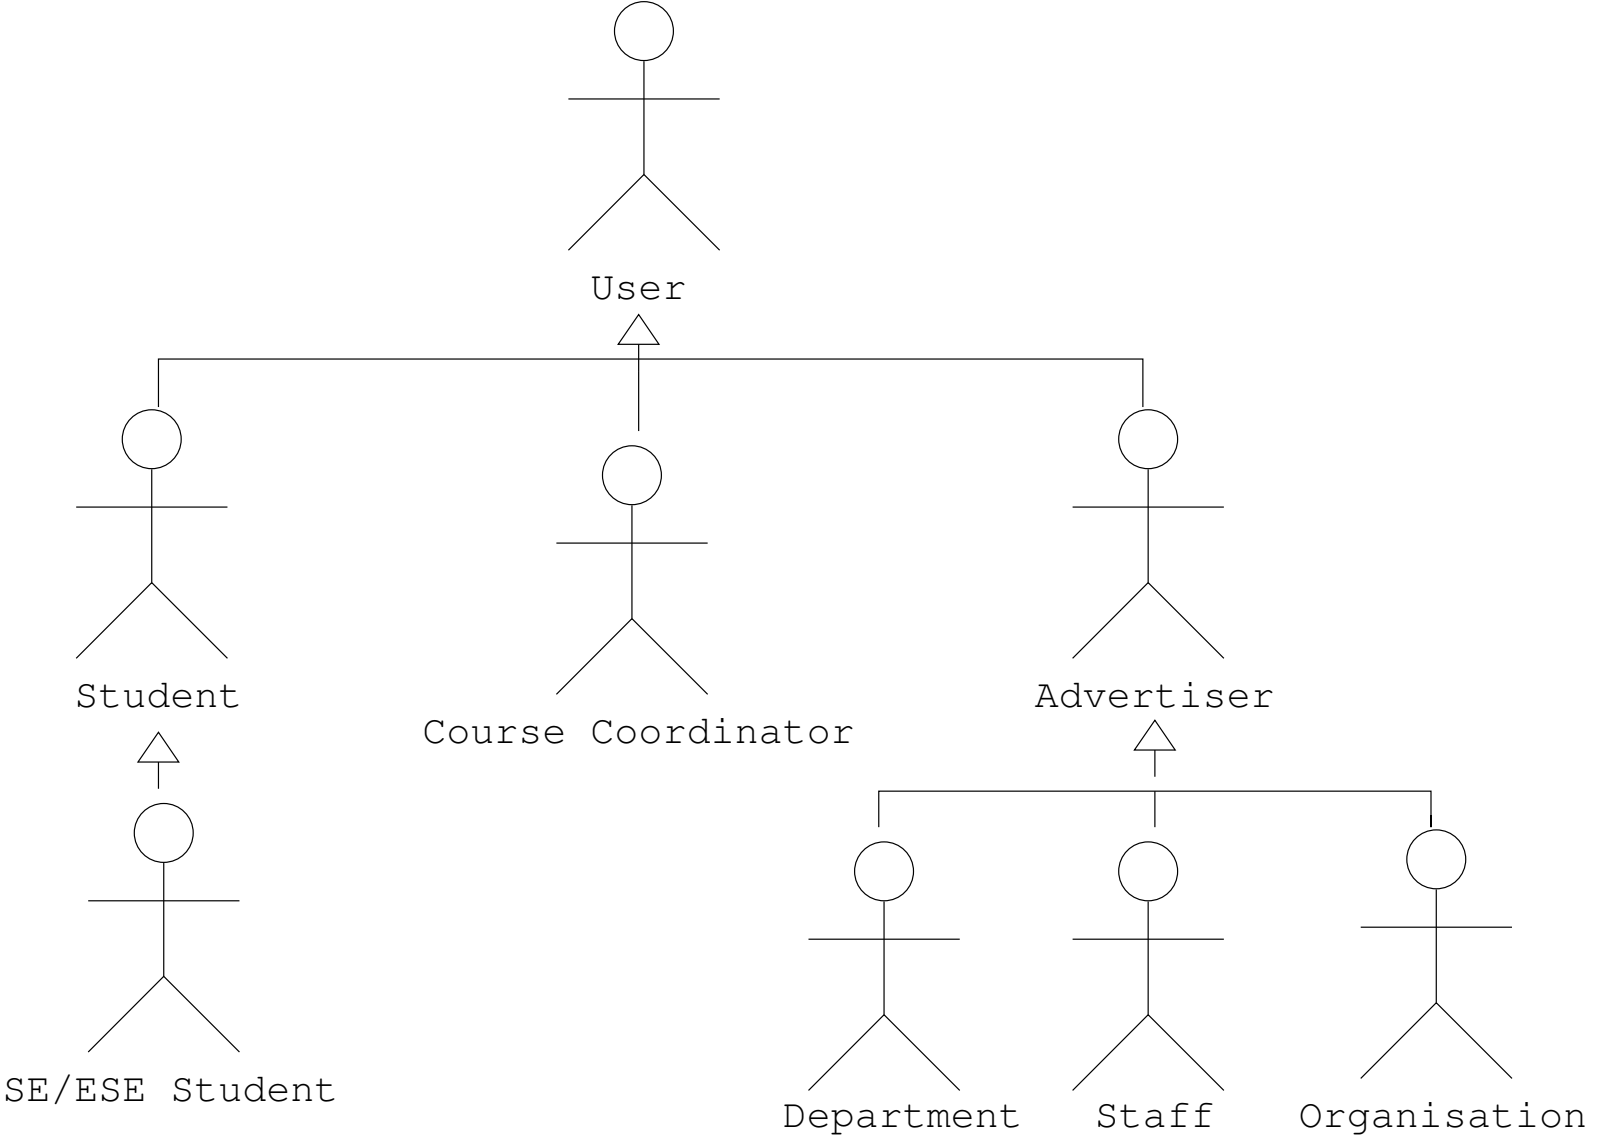 User
Student
Course Coordinator
Advertiser
SE/ESE Student
Department
Staff
Organisation